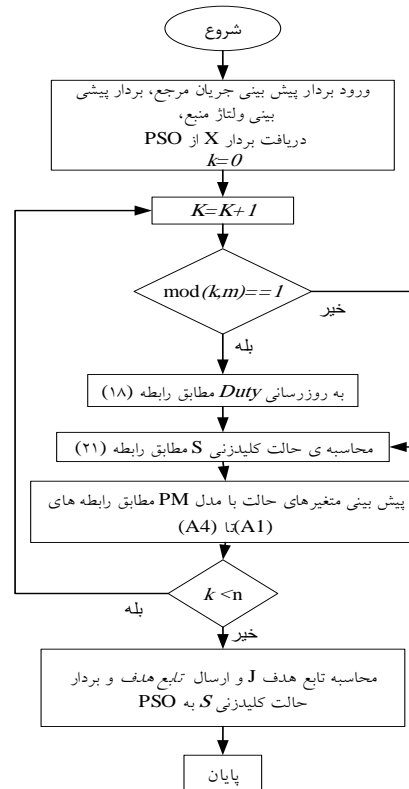 شروع
ورود بردار پیش بینی جریان مرجع، بردار پیشی
بینی ولتاژ منبع،
دریافت بردار X از PSO
k=0
K=K+1
mod(k,m)==1
خیر
بله
به روزرسانی Duty مطابق رابطه (۱۸)
محاسبه ی حالت کلیدزنی S مطابق رابطه (۲۱)
پیش بینی متغیرهای حالت با مدل PM مطابق رابطه های
(A1)تا (A4)
k <n
بله
خیر
محاسبه تابع هدف J و ارسال تابع هدف و بردار
حالت کلیدزنی S به PSO
پایان